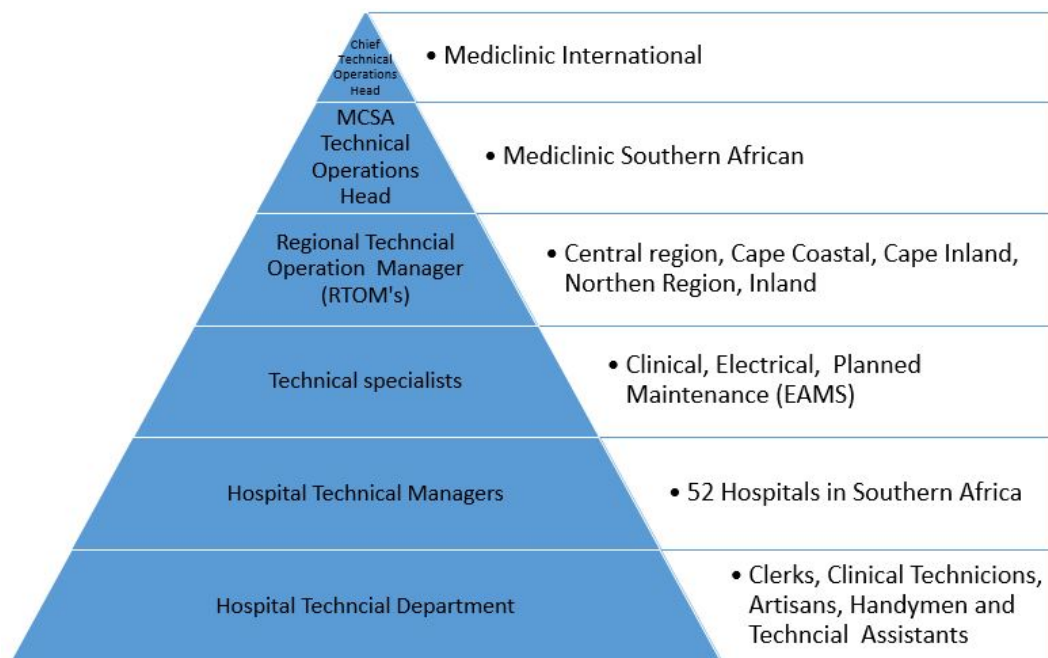 Chief
Technical
Operations
Head
• Mediclinic International
MCSA
Technical
Operations
Head
• Mediclinic Southern African
Regional Techncial
Operation Manager
(RTOM's)
• Central region, Cape Coastal, Cape Inland,
Northen Region, Inland
Technical specialists
• Clinical, Electrical, Planned
Maintenance (EAMS)
Hospital Technical Managers
• 52 Hospitals in Southern Africa
Hospital Techncial Department
• Clerks, Clinical Technicions,
Artisans, Handymen and
Techncial Assistants